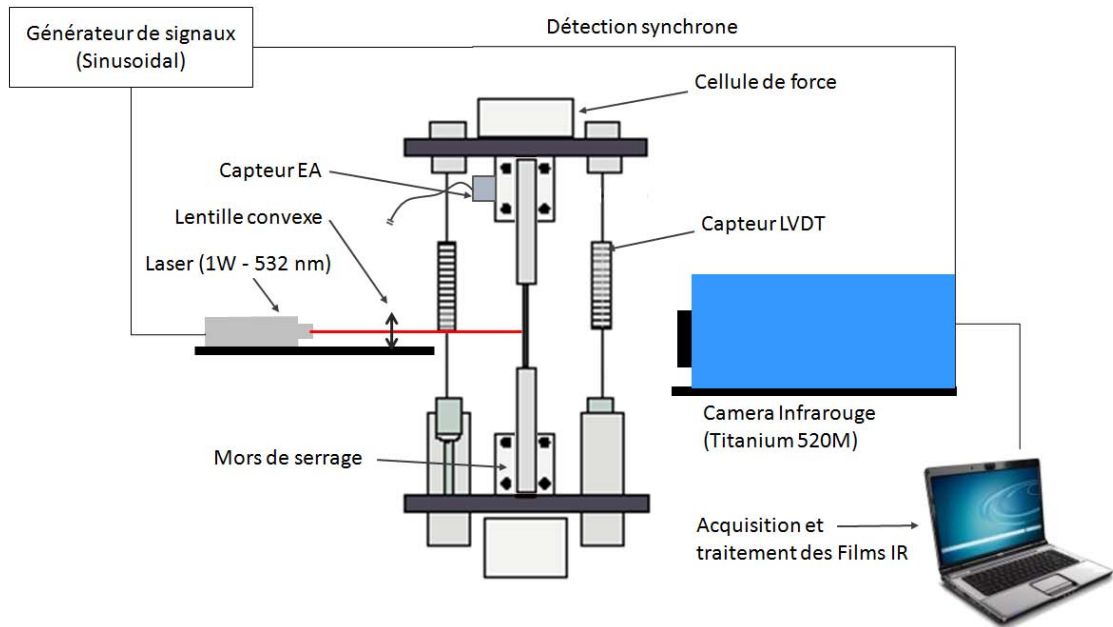 Générateur de signaux
(Sinusoidal)
Détection synchrone
Cellule de force
Capteur EA
Lentille convexe
Capteur LVDT
Laser (1W - 532 nm)
Camera Infrarouge
(Titanium 520M)
Mors de serrage
Acquisition et
traitement des Films IR